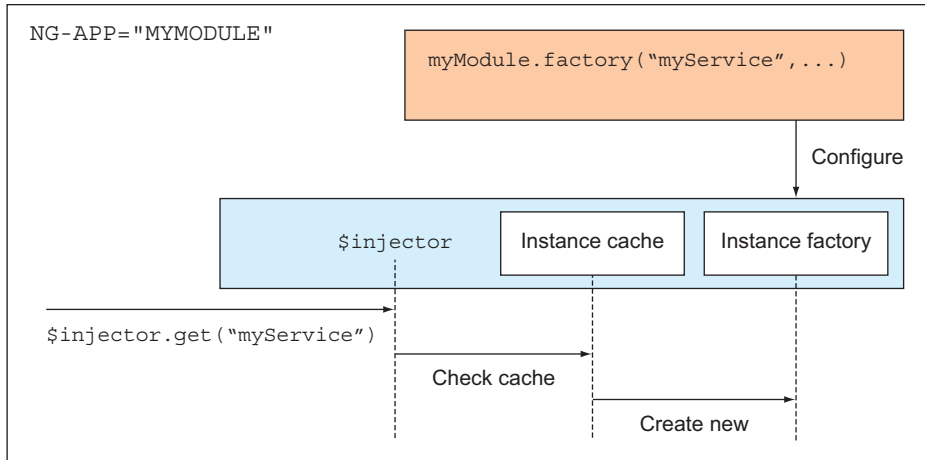 NG-APP="MYMODULE"
myModule.factory(“myService”,...)
Configure
$injector
Instance cache
Instance factory
$injector.get(“myService”)
Check cache
Create new